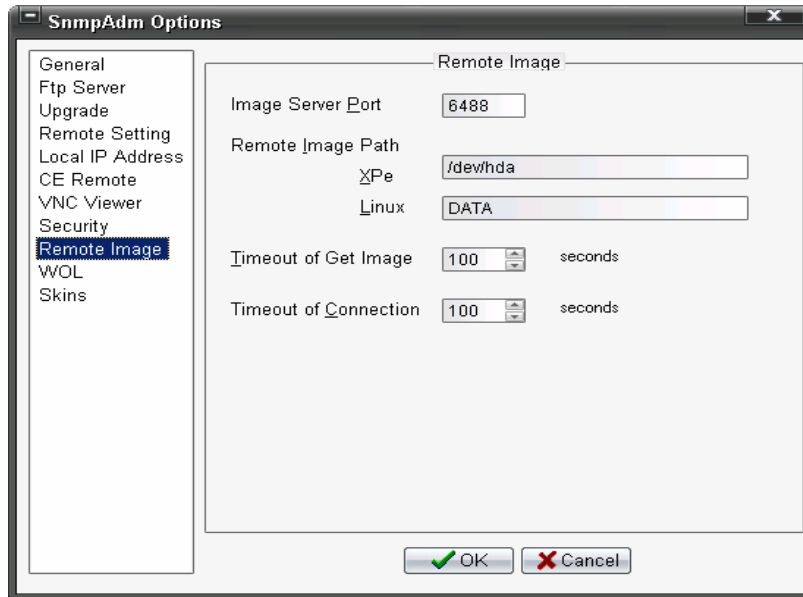 SnmpAdm Options
x
General
Ftp Server
Upgrade
Remote Setting
Local IP Address
CE Remote
VNC Viewer
Security
Remote Image
WOL
Skins
Remote Image
Image Server Port 6488
Remote Image Path
XPe /dev/hda
Linux DATA
Timeout of Get Image 100 seconds
Timeout of Connection 100 seconds
OK Cancel